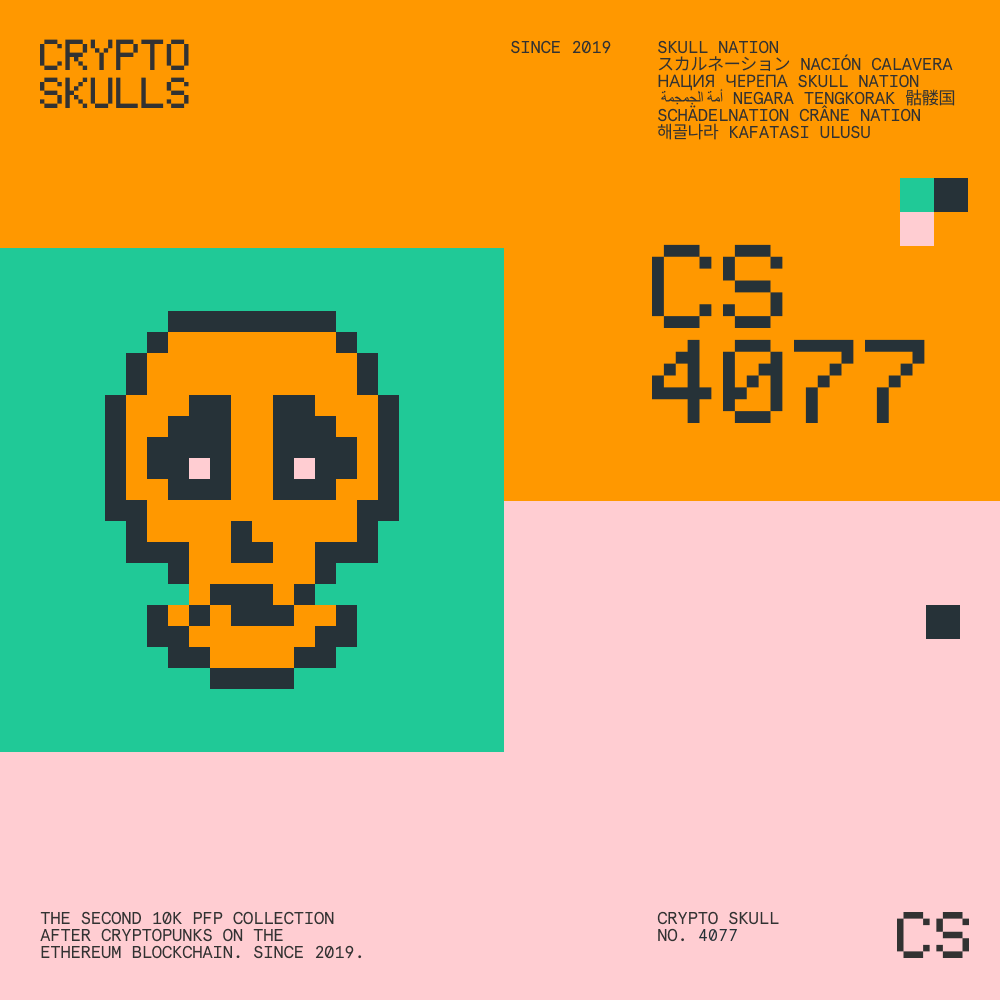 CRYPTO
SKULLS
SINCE 2019
SKULL NATION
スカルネーション NACIÓN CALAVERA
НАЦИЯ ЧЕРЕПА SKULL NATION
أمة الجمجمة NEGARA TENGKORAK 骷髅国
SCHÄDELNATION CRÂNE NATION
해골나라 KAFATASI ULUSU
CS
4077
THE SECOND 10K PFP COLLECTION
AFTER CRYPTOPUNKS ON THE
ETHEREUM BLOCKCHAIN. SINCE 2019.
CRYPTO SKULL
NO. 4077
CS